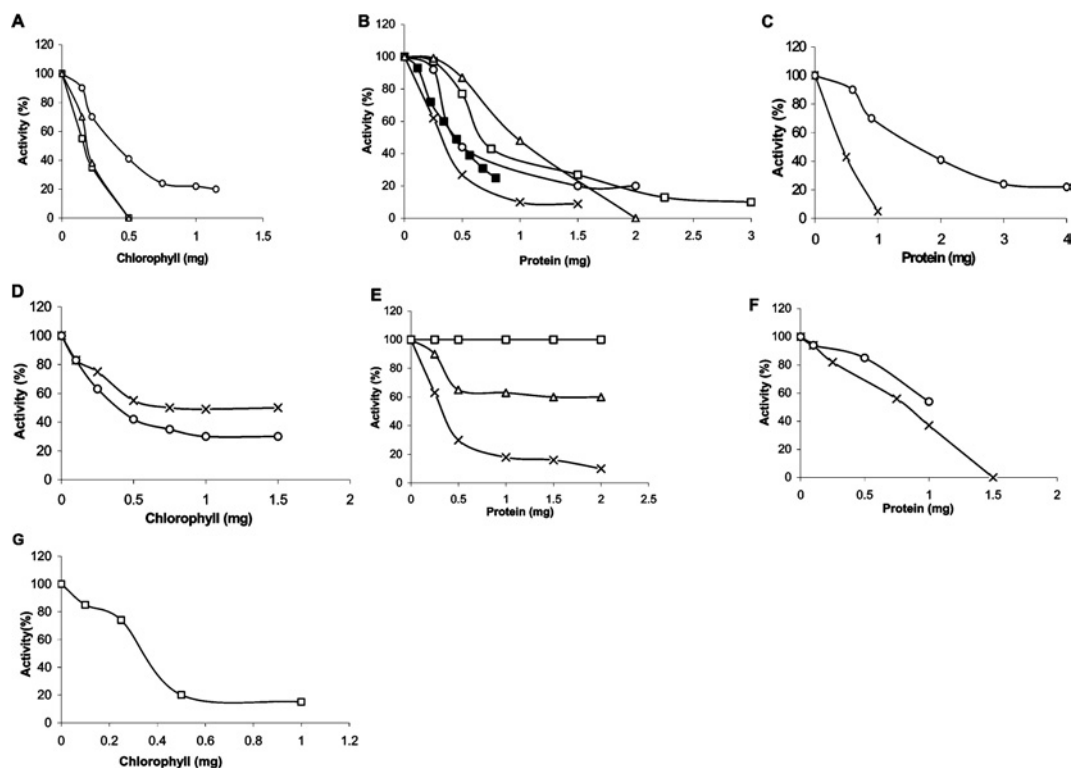 A
120
100
80
60
40
20
0
Activity (%)
0 0.5 1 1.5
Chlorophyll (mg)
B
120
100
80
60
40
20
0
Activity (%)
0 0.5 1 1.5 2 2.5 3
Protein (mg)
C
120
100
80
60
40
20
0
Activity (%)
0 1 2 3 4
Protein (mg)
D
120
100
80
60
40
20
0
Activity (%)
0 0.5 1 1.5 2
Chlorophyll (mg)
E
120
100
80
60
40
20
0
Activity (%)
0 0.5 1 1.5 2 2.5
Protein (mg)
F
120
100
80
60
40
20
0
Activity (%)
0 0.5 1 1.5 2
Protein (mg)
G
120
100
80
60
40
20
0
Activity(%)
0 0.2 0.4 0.6 0.8 1 1.2
Chlorophyll (mg)